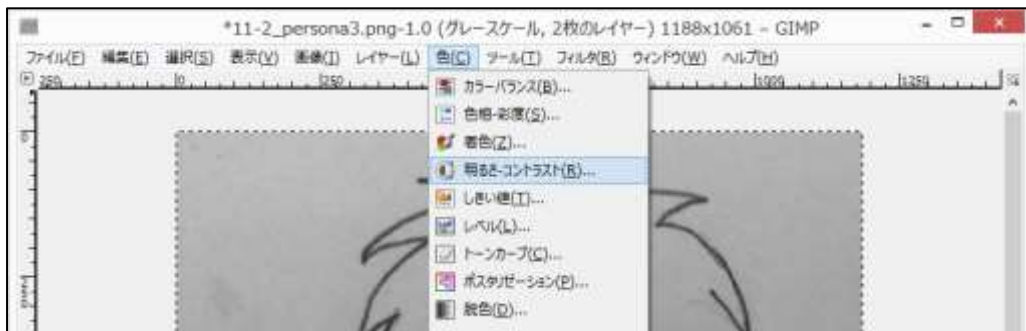 *11-2_persona3.png-1.0 (グレースケール, 2枚のレイヤー) 1188x1061 – GIMP
ファイル(F) 編集(E) 選択(S) 表示(V) 画像(I) レイヤー(L) 色(C) ツール(T) フィルタ(R) ウィンドウ(W) ヘルプ(H)
250 0 250 1000 1250
カラーバランス(B)...
色相-彩度(S)...
着色(Z)...
明るさ-コントラスト(R)...
しきい値(T)...
レベル(L)...
トーンカーブ(C)...
ポスタリゼーション(P)...
脱色(D)...